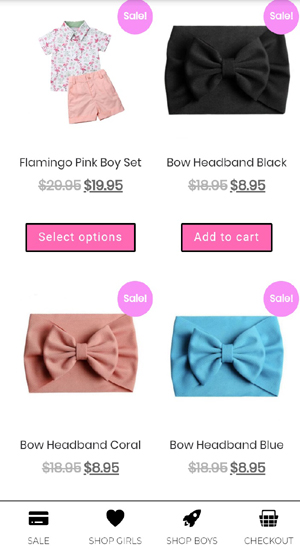 Sale! Sale!
Flamingo Pink Boy Set Bow Headband Black
$29.95 $19.95 $18.95 $8.95
Select options Add to cart
Sale! Sale!
Bow Headband Coral Bow Headband Blue
$18.95 $8.95 $18.95 $8.95
SALE SHOP GIRLS SHOP BOYS CHECKOUT